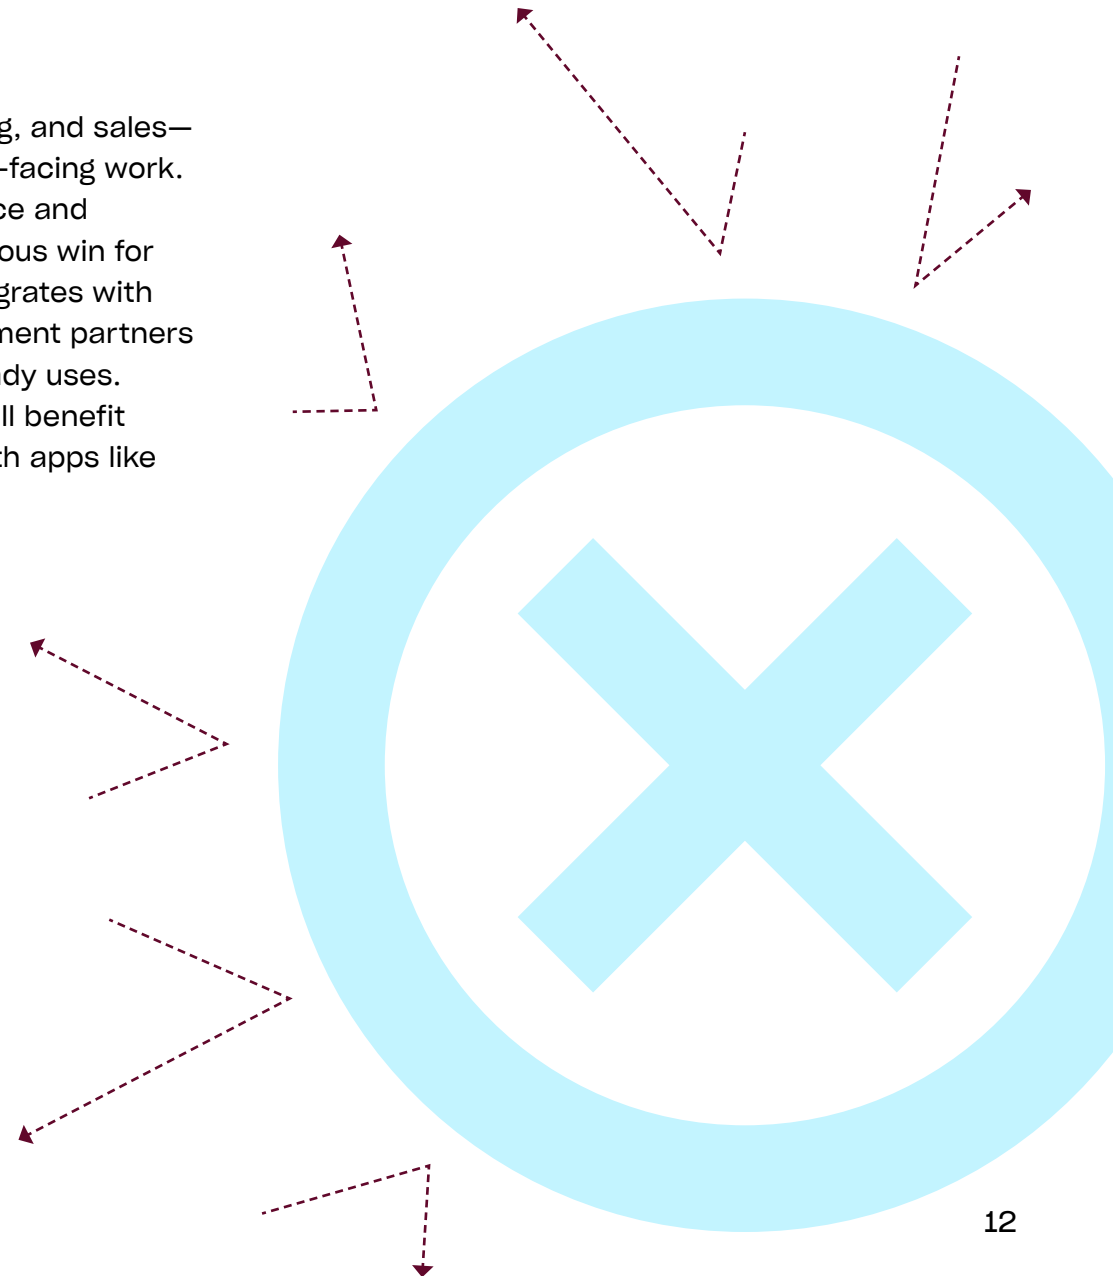 g, and sales—
-facing work.
ce and
ous win for
grates with
ment partners
dy uses.
ll benefit
th apps like
12